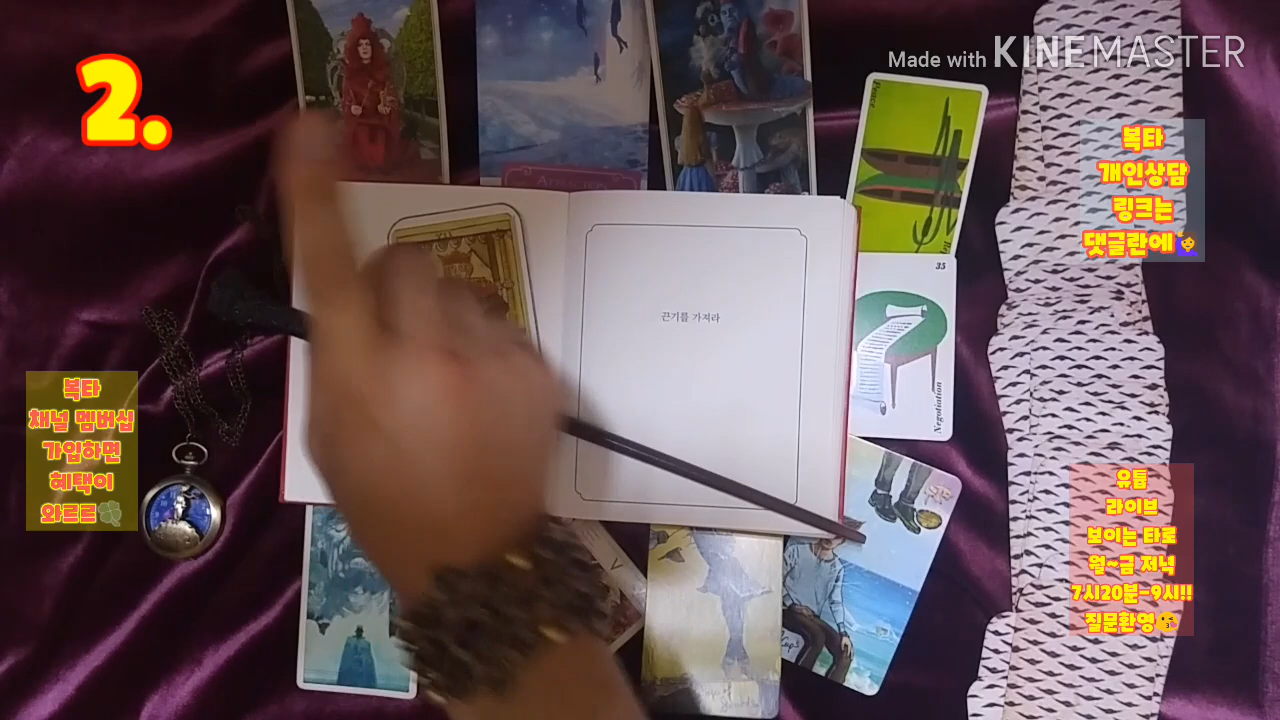 2.
Made with KINEMASTER
복타
개인상담
링크는
댓글란에
35
Negotiation
끈기를 가져라
복타
채널 멤버십
가입하면
혜택이
와르르
유튭
라이브
보이는 타로
월~금 저녁
7시20분-9시!!
질문환영